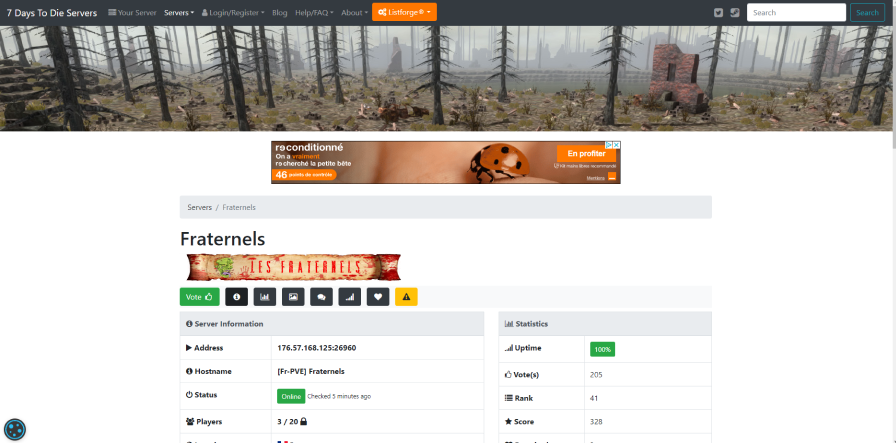 7 Days To Die Servers Your Server Servers Login/Register Blog Help/FAQ About Listforge Search Search
reconditionné
On a vraiment
recherché la petite bête
46 points de contrôle
En profiter
Mentions
Servers / Fraternels
Fraternels
LES FRATERNELS
Vote
Server Information
Address 176.57.168.125:26960
Hostname [Fr-PVE] Fraternels
Status Online Checked 5 minutes ago
Players 3 / 20
Statistics
Uptime 100%
Vote(s) 205
Rank 41
Score 328